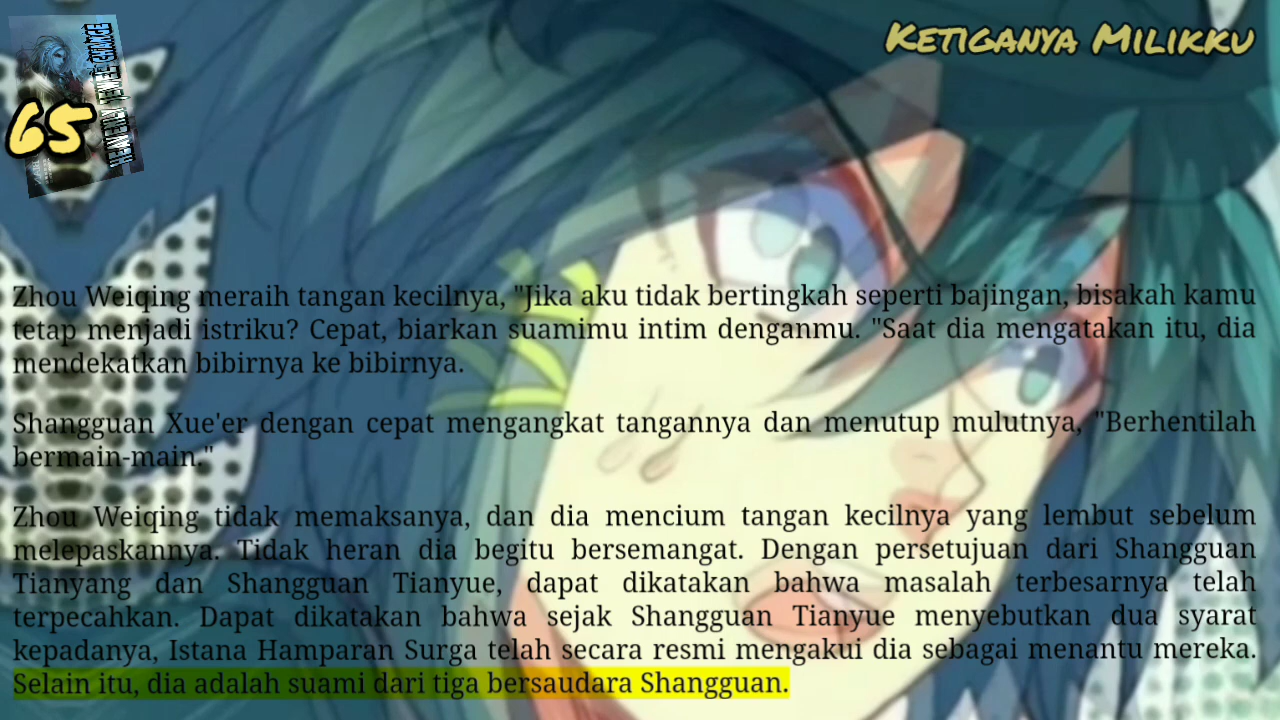 Ketiganya Milikku
65
HEAVENLY JEWEL CHANGE
Zhou Weiqing meraih tangan kecilnya, "Jika aku tidak bertingkah seperti bajingan, bisakah kamu
tetap menjadi istriku? Cepat, biarkan suamimu intim denganmu. "Saat dia mengatakan itu, dia
mendekatkan bibirnya ke bibirnya.
Shangguan Xue'er dengan cepat mengangkat tangannya dan menutup mulutnya, "Berhentilah
bermain-main."
Zhou Weiqing tidak memaksanya, dan dia mencium tangan kecilnya yang lembut sebelum
melepaskannya. Tidak heran dia begitu bersemangat. Dengan persetujuan dari Shangguan
Tianyang dan Shangguan Tianyue, dapat dikatakan bahwa masalah terbesarnya telah
terpecahkan. Dapat dikatakan bahwa sejak Shangguan Tianyue menyebutkan dua syarat
kepadanya, Istana Hamparan Surga telah secara resmi mengakui dia sebagai menantu mereka.
Selain itu, dia adalah suami dari tiga bersaudara Shangguan.